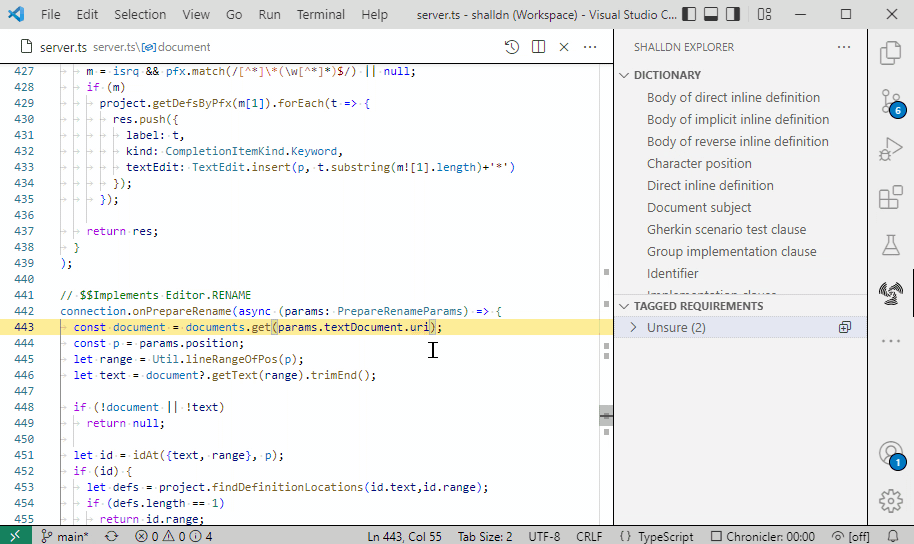 File Edit Selection View Go Run Terminal Help server.ts - shalldn (Workspace) - Visual Studio C...
server.ts server.ts\document
427 m = isrq && pfx.match(/[^*]\*(\w[^*]*)$/) || null;
428 if (m)
429 project.getDefsByPfx(m[1]).forEach(t => {
430 res.push({
431 label: t,
432 kind: CompletionItemKind.Keyword,
433 textEdit: TextEdit.insert(p, t.substring(m![1].length)+'*')
434 });
435 });
436
437 return res;
438 }
439 );
440
441 // $$Implements Editor.RENAME
442 connection.onPrepareRename(async (params: PrepareRenameParams) => {
443 const document = documents.get(params.textDocument.uri);
444 const p = params.position;
445 let range = Util.lineRangeOfPos(p);
446 let text = document?.getText(range).trimEnd();
447
448 if (!document || !text)
449 return null;
450
451 let id = idAt({text, range}, p);
452 if (id) {
453 let defs = project.findDefinitionLocations(id.text,id.range);
454 if (defs.length == 1)
455 return id.range;
SHALLDN EXPLORER
DICTIONARY
Body of direct inline definition
Body of implicit inline definition
Body of reverse inline definition
Character position
Direct inline definition
Document subject
Gherkin scenario test clause
Group implementation clause
Identifier
Implementation clause
TAGGED REQUIREMENTS
Unsure (2)
6
1
main* 0 0 4 Ln 443, Col 55 Tab Size: 2 UTF-8 CRLF {} TypeScript Chronicler: 00:00 [off]